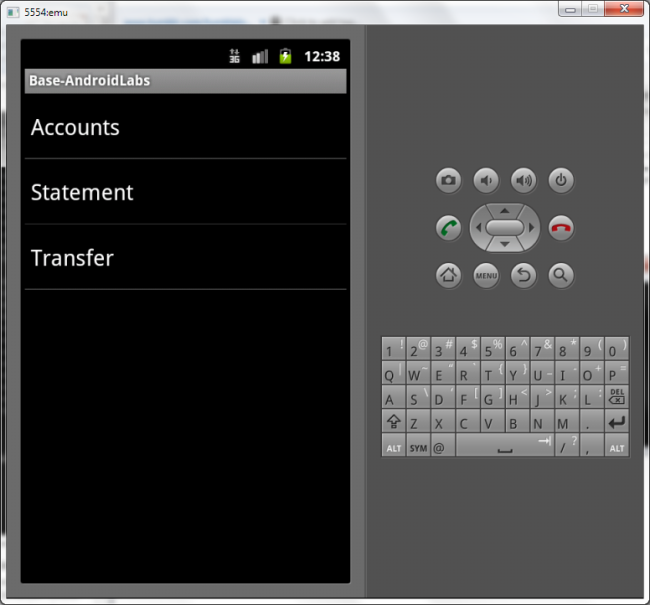 5554:emu
3G 12:38
Base-AndroidLabs
Accounts
Statement
Transfer
MENU
1 ! 2 @ 3 # 4 $ 5 % 6 ^ 7 & 8 * 9 ( 0 )
Q | W ~ E " R ` T { Y } U _ I - O + P =
A S \ D ' F [ G ] H < J > K ; L : DEL
Z X C V B N M .
ALT SYM @ / ? , ALT